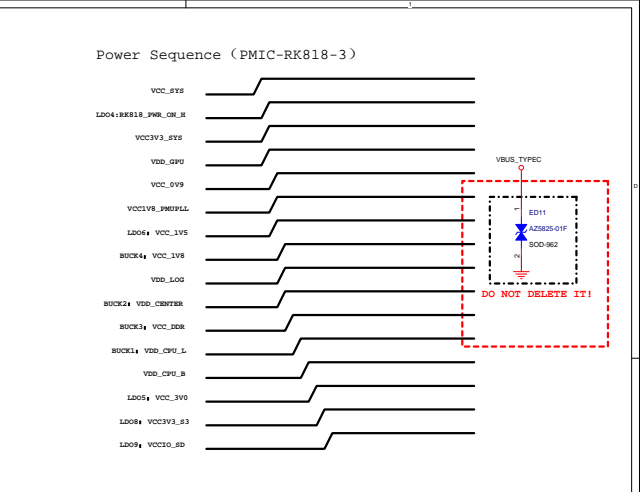 1
Power Sequence（PMIC-RK818-3）
VCC_SYS
LDO4:RK818_PWR_ON_H
VCC3V3_SYS
VDD_GPU
VCC_0V9
VCC1V8_PMUPLL
LDO6: VCC_1V5
BUCK4: VCC_1V8
VDD_LOG
BUCK2: VDD_CENTER
BUCK3: VCC_DDR
BUCK1: VDD_CPU_L
VDD_CPU_B
LDO5: VCC_3V0
LDO8: VCC3V3_S3
LDO9: VCCIO_SD
VBUS_TYPEC
1
ED11
AZ5825-01F
SOD-962
2
DO NOT DELETE IT!
D